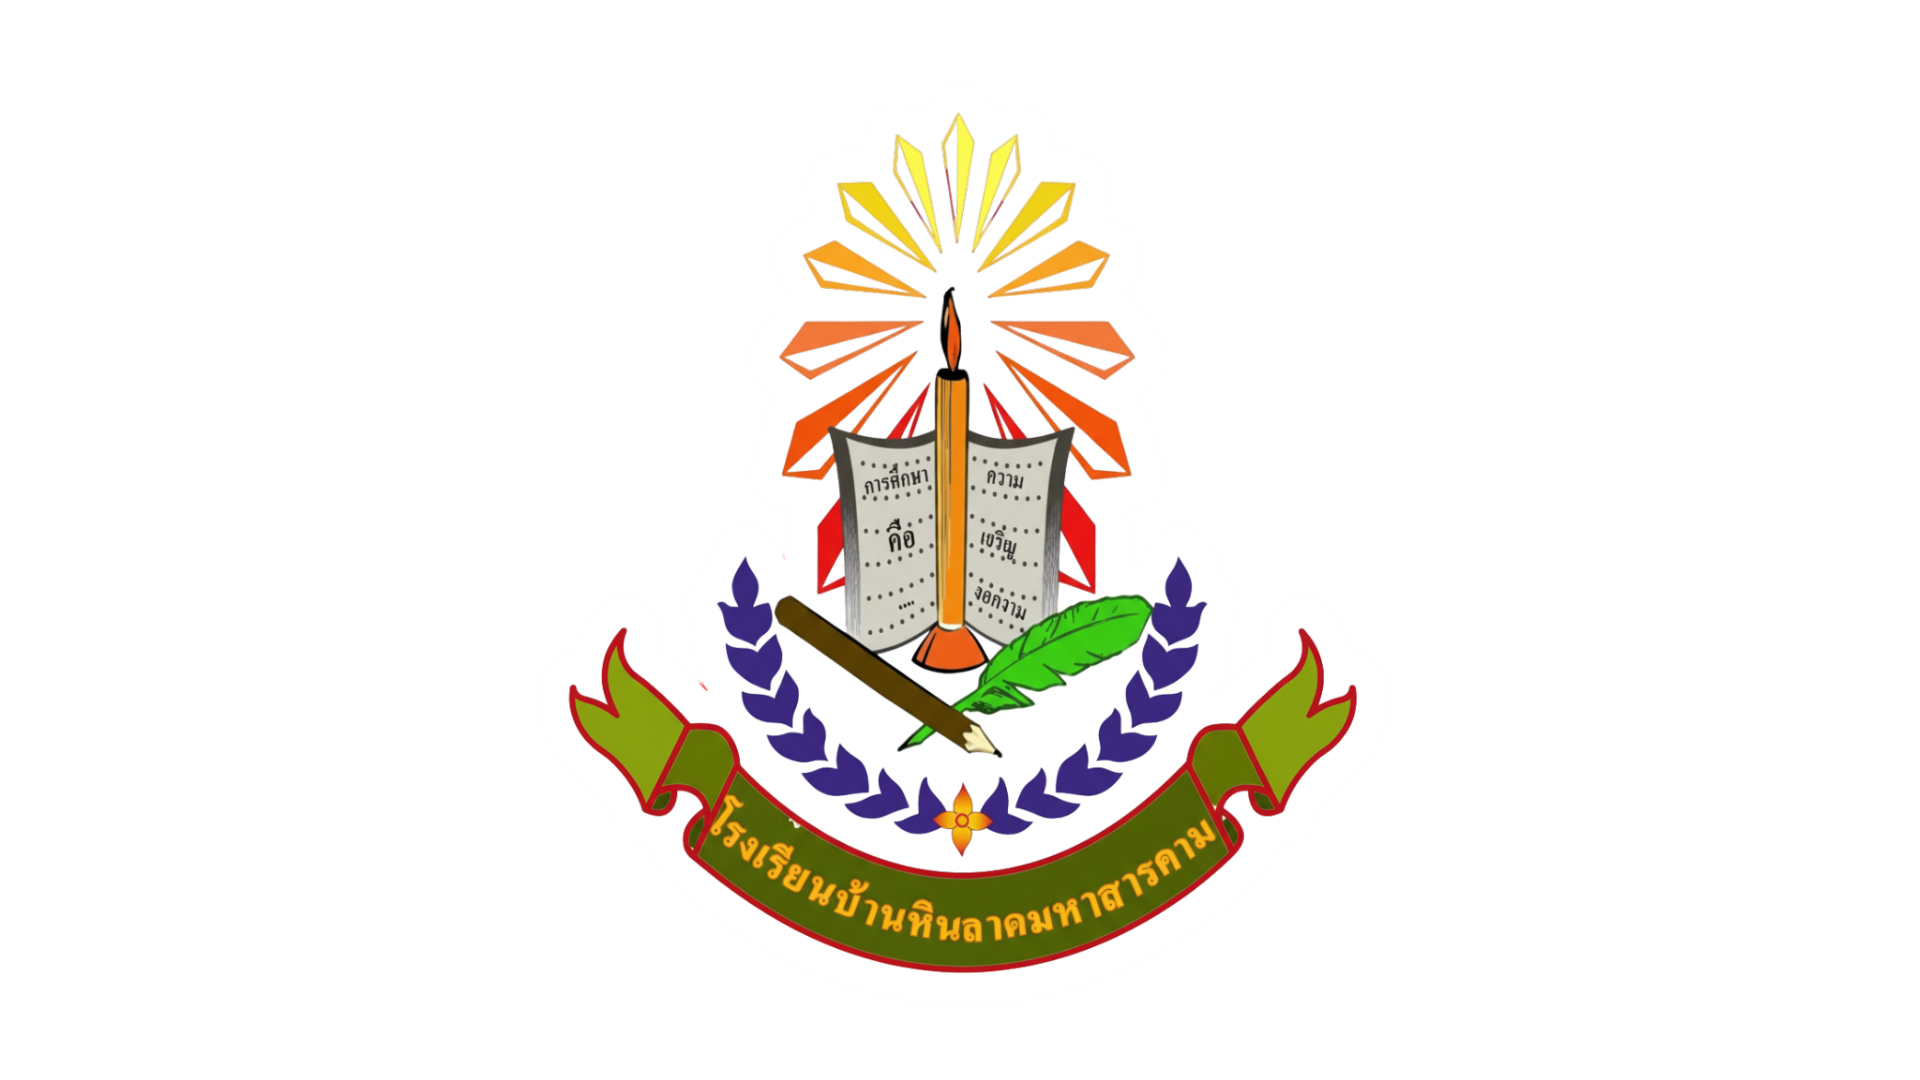 การศึกษา
คือ
....
ความ
เจริญ
งอกงาม
โรงเรียนบ้านหินลาดมหาสารคาม